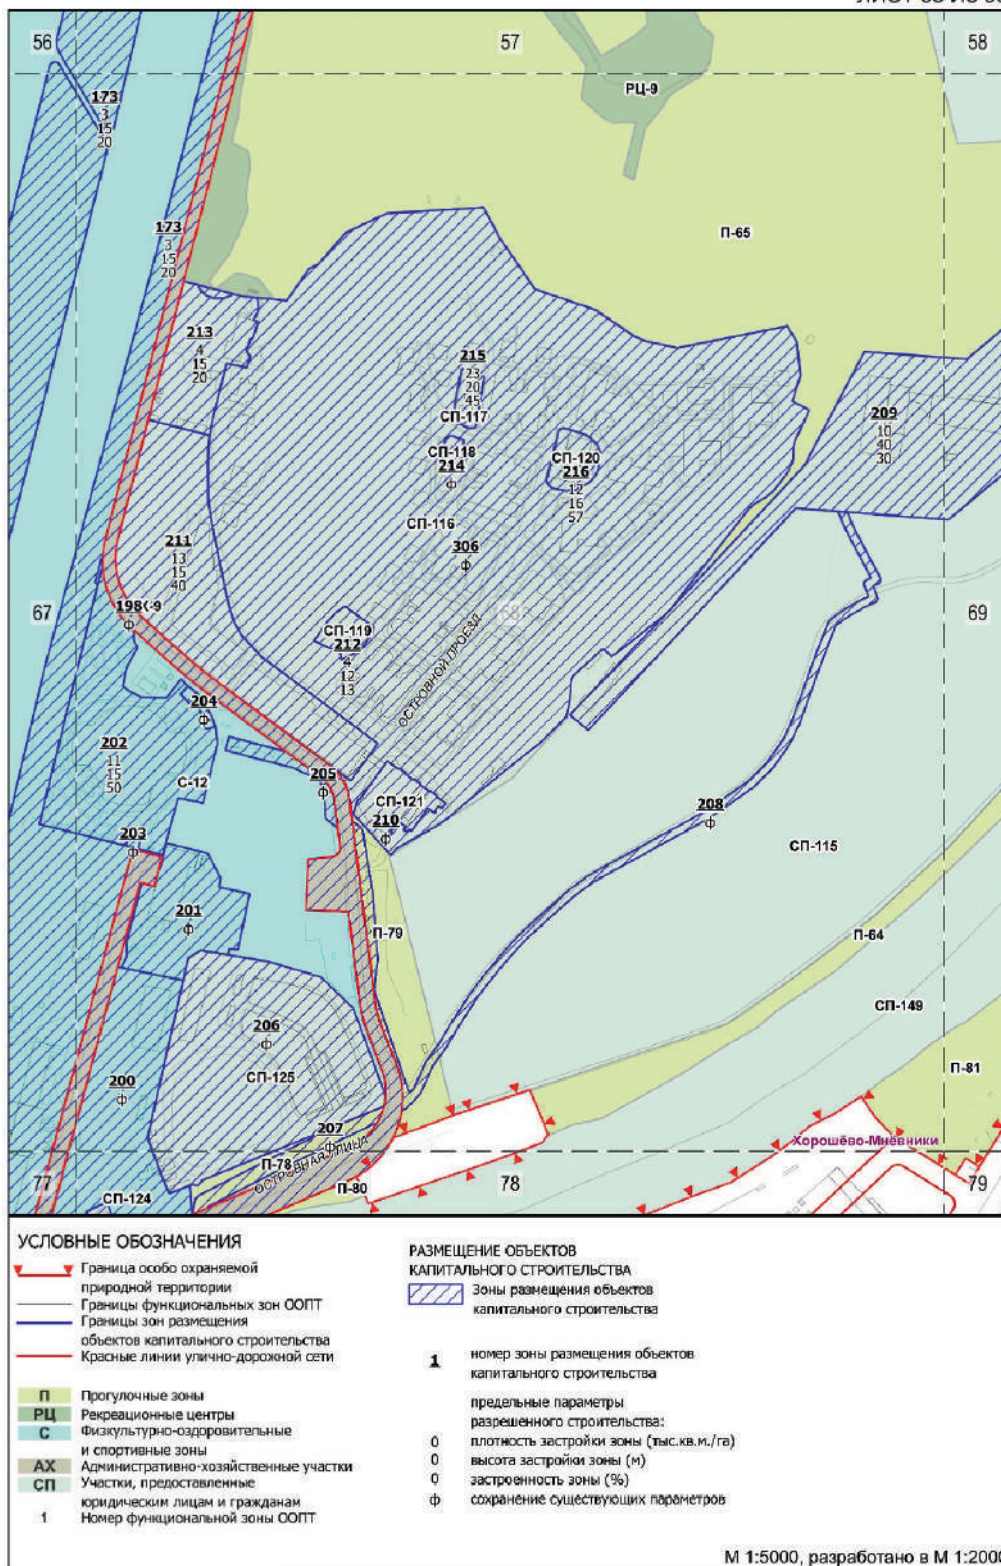 56
57
58
173
3
15
20
РЦ-9
173
3
15
20
П-65
213
4
15
20
215
23
20
45
СП-117
209
10
40
30
СП-118
214
ф
СП-120
216
12
16
57
СП-116
211
13
15
40
306
ф
67
198
ф
68
69
СП-119
212
4
12
13
ОСТРОВНОЙ ПРОЕЗД
204
ф
202
11
15
50
С-12
205
ф
СП-121
210
ф
208
ф
203
ф
СП-115
201
ф
П-79
П-64
СП-149
206
ф
СП-125
200
ф
П-81
207
ф
Хорошёво-Мнёвники
ОСТРОВНАЯ УЛИЦА
П-78
П-80
77
СП-124
78
79
УСЛОВНЫЕ ОБОЗНАЧЕНИЯ
Граница особо охраняемой
природной территории
Границы функциональных зон ООПТ
Границы зон размещения
объектов капитального строительства
Красные линии улично-дорожной сети
П Прогулочные зоны
РЦ Рекреационные центры
С Физкультурно-оздоровительные
и спортивные зоны
АХ Административно-хозяйственные участки
СП Участки, предоставленные
юридическим лицам и гражданам
1 Номер функциональной зоны ООПТ
РАЗМЕЩЕНИЕ ОБЪЕКТОВ
КАПИТАЛЬНОГО СТРОИТЕЛЬСТВА
Зоны размещения объектов
капитального строительства
1 номер зоны размещения объектов
капитального строительства
предельные параметры
разрешенного строительства:
0 плотность застройки зоны (тыс.кв.м./га)
0 высота застройки зоны (м)
0 застроенность зоны (%)
ф сохранение существующих параметров
М 1:5000, разработано в М 1:2000